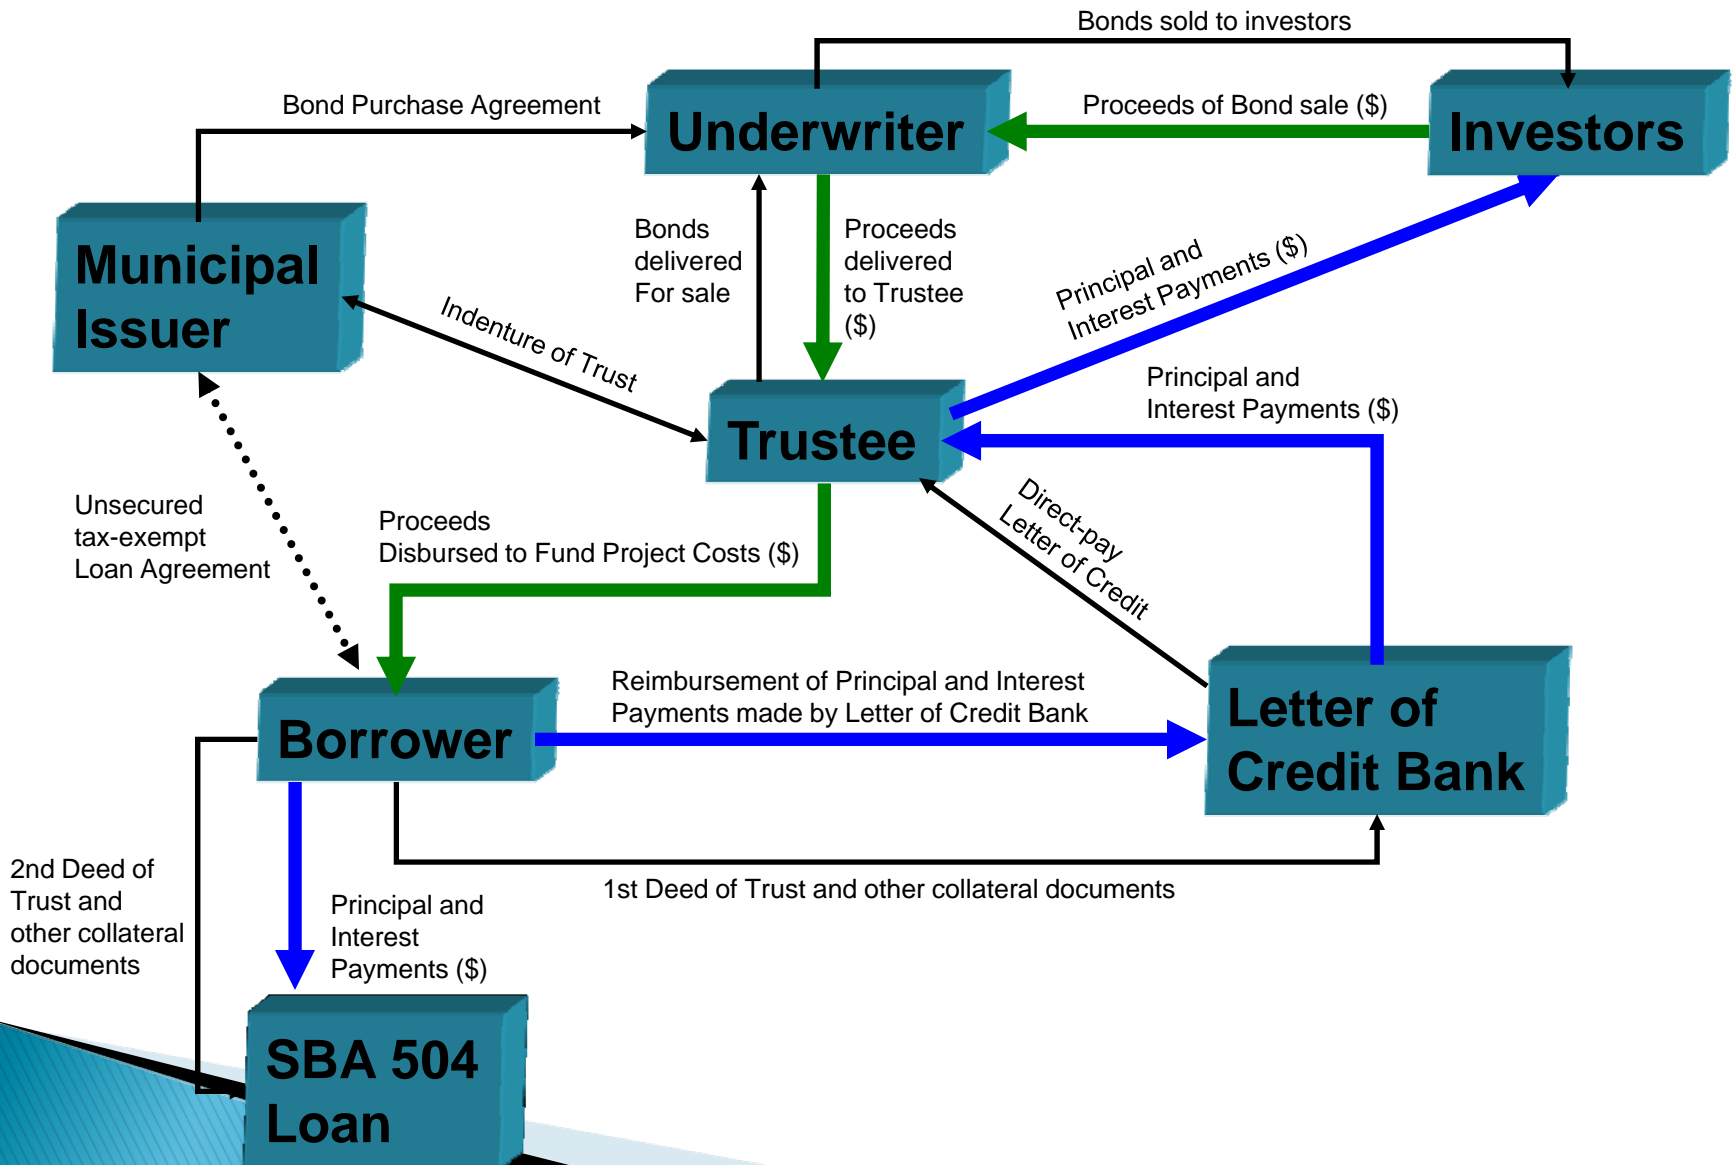 Bonds sold to investors
Bond Purchase Agreement
Underwriter
Proceeds of Bond sale ($)
Investors
Municipal
Issuer
Bonds
delivered
For sale
Proceeds
delivered
to Trustee
($)
Principal and
Interest Payments ($)
Indenture of Trust
Principal and
Interest Payments ($)
Trustee
Direct-pay
Letter of Credit
Unsecured
tax-exempt
Loan Agreement
Proceeds
Disbursed to Fund Project Costs ($)
Reimbursement of Principal and Interest
Payments made by Letter of Credit Bank
Letter of
Credit Bank
Borrower
2nd Deed of
Trust and
other collateral
documents
1st Deed of Trust and other collateral documents
Principal and
Interest
Payments ($)
SBA 504
Loan